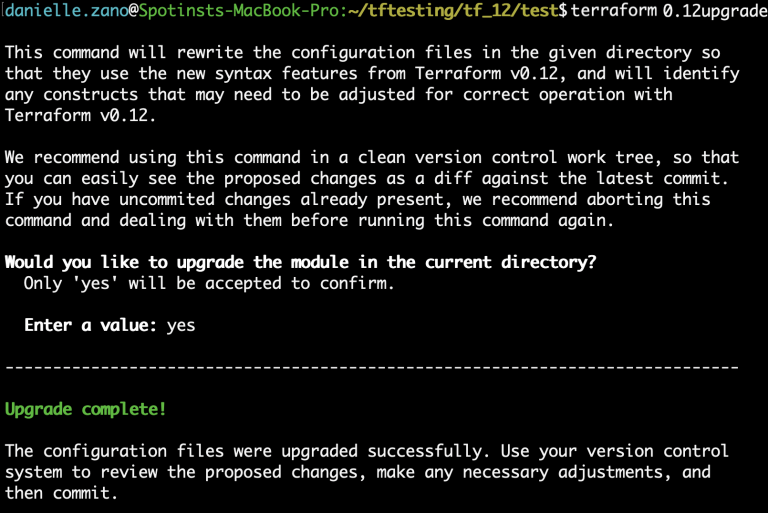 danielle.zano@Spotinsts-MacBook-Pro:~/tftesting/tf_12/test$terraform 0.12upgrade
This command will rewrite the configuration files in the given directory so
that they use the new syntax features from Terraform v0.12, and will identify
any constructs that may need to be adjusted for correct operation with
Terraform v0.12.
We recommend using this command in a clean version control work tree, so that
you can easily see the proposed changes as a diff against the latest commit.
If you have uncommited changes already present, we recommend aborting this
command and dealing with them before running this command again.
Would you like to upgrade the module in the current directory?
Only 'yes' will be accepted to confirm.
Enter a value: yes
-----------------------------------------------------------------------------
Upgrade complete!
The configuration files were upgraded successfully. Use your version control
system to review the proposed changes, make any necessary adjustments, and
then commit.